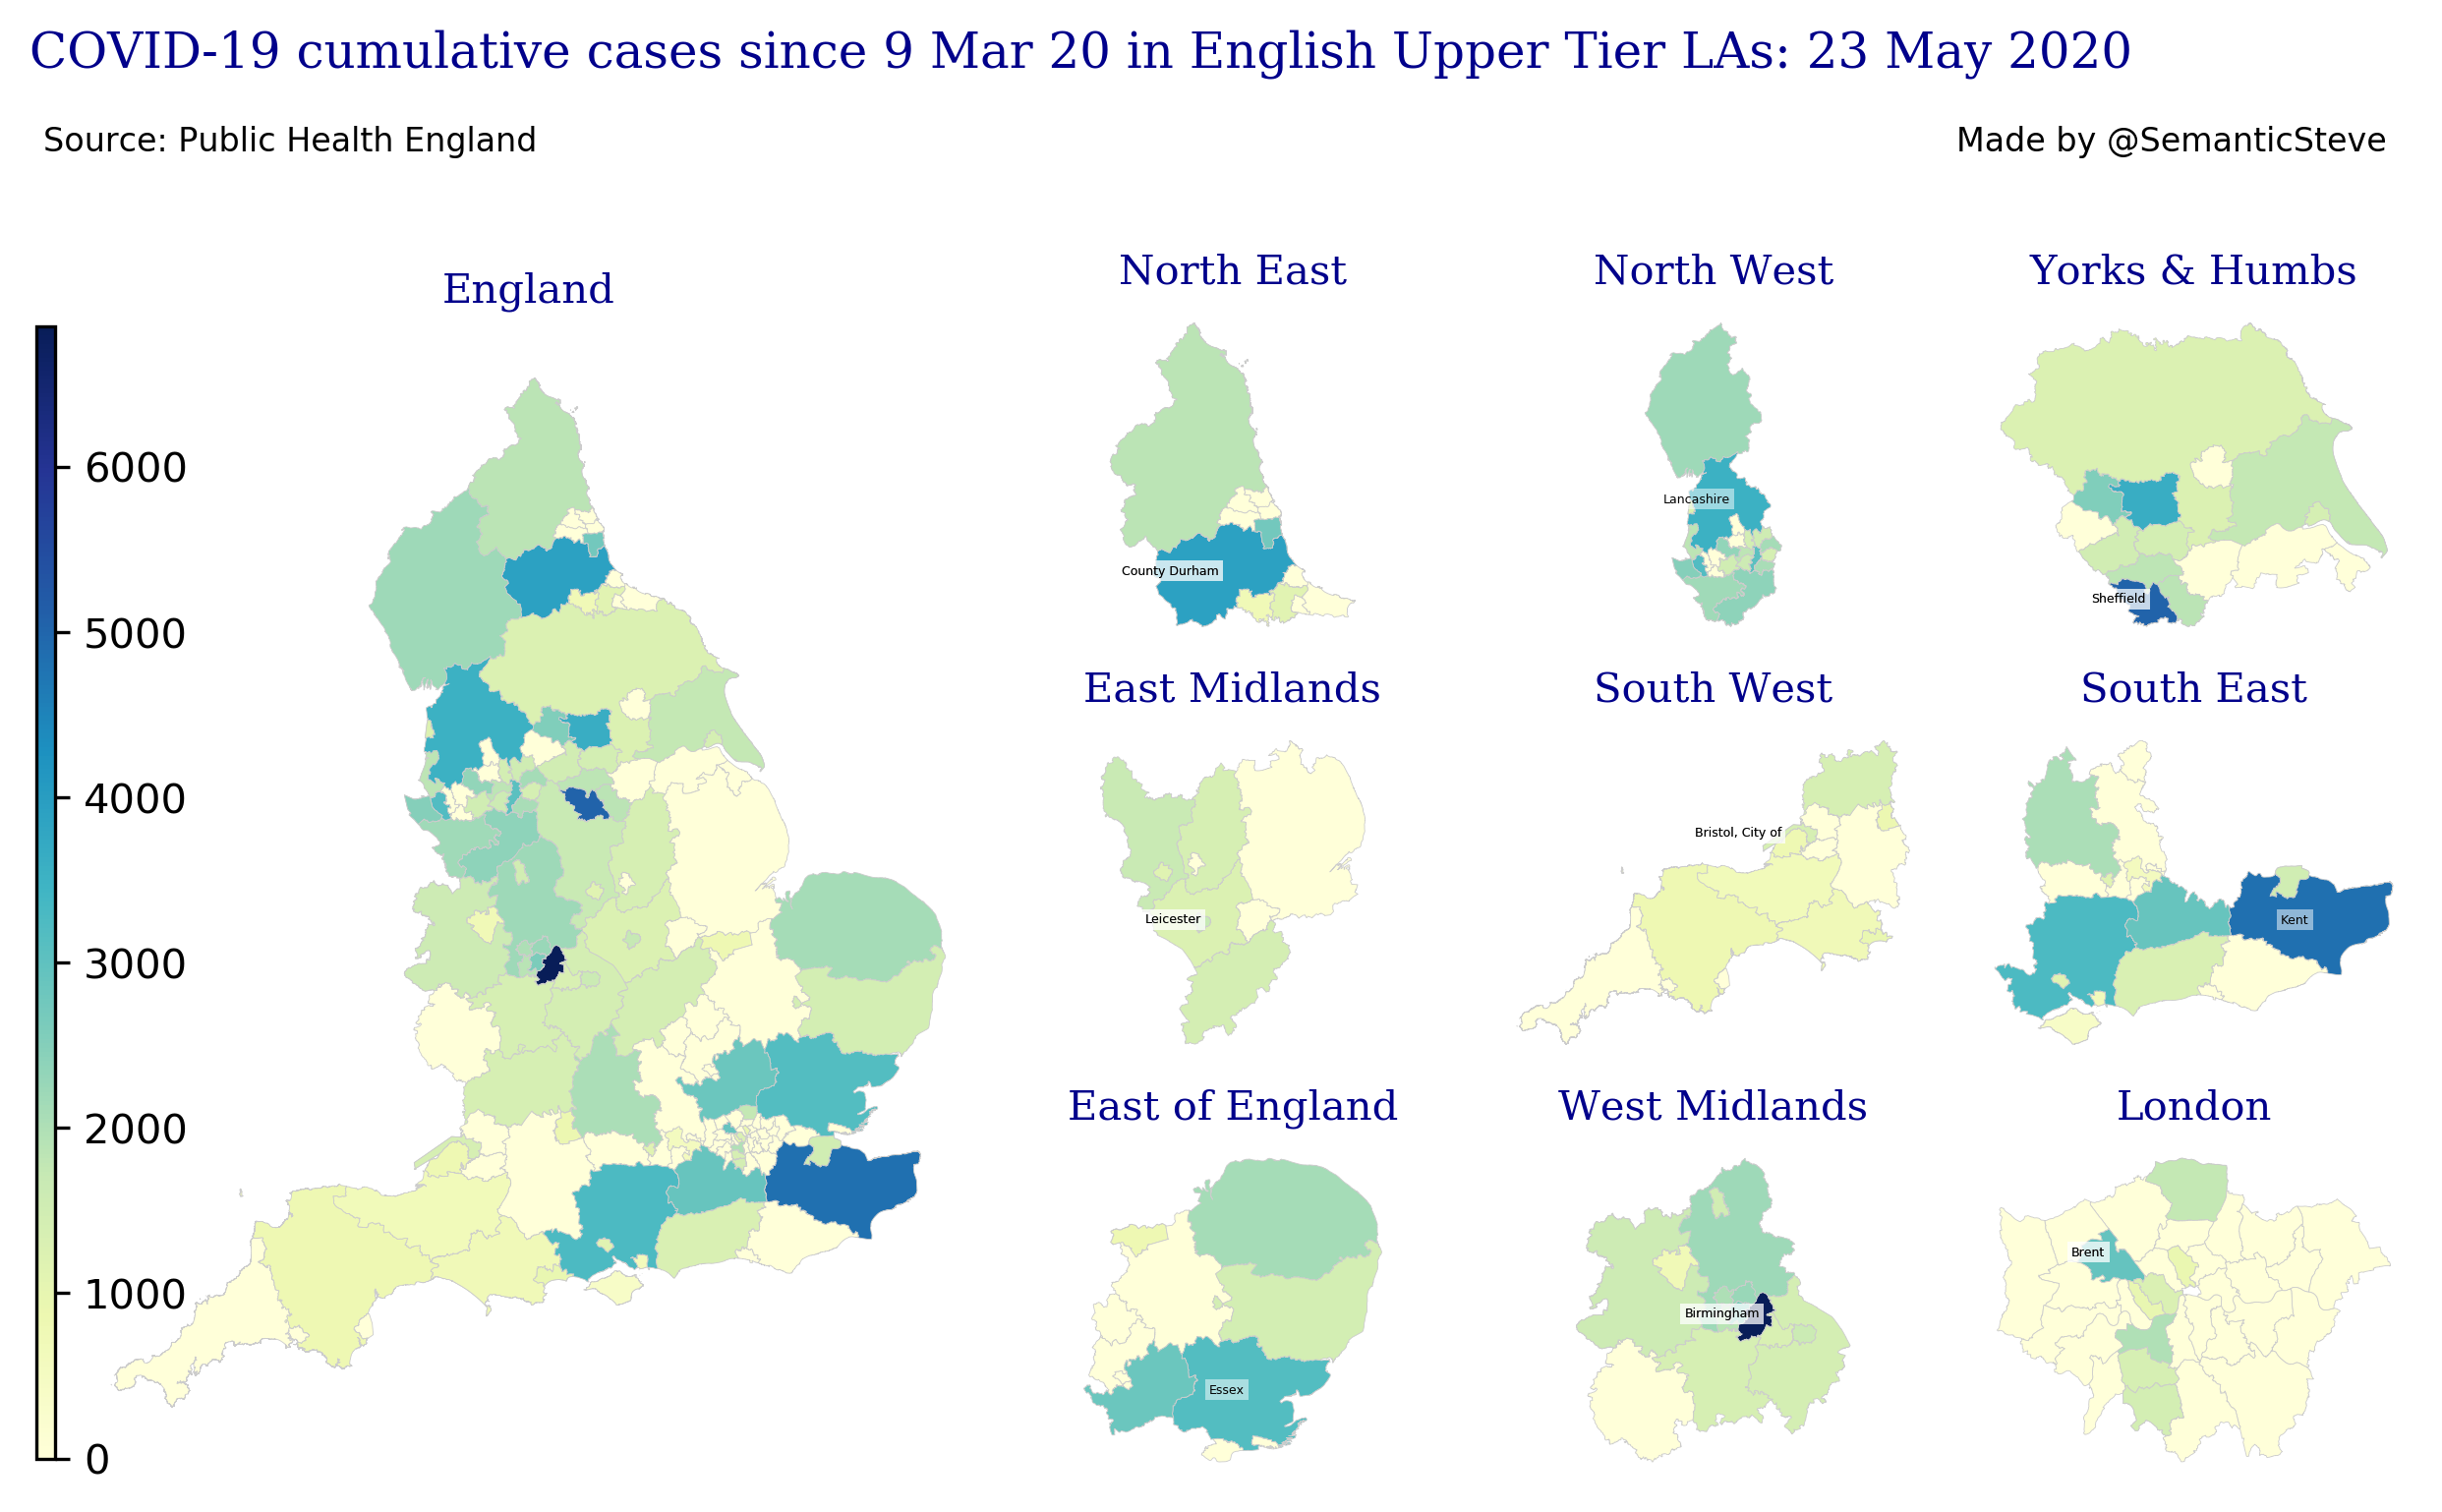 COVID-19 cumulative cases since 9 Mar 20 in English Upper Tier LAs: 23 May 2020
Source: Public Health England
Made by @SemanticSteve
England
North East
North West
Yorks & Humbs
6000
5000
4000
3000
2000
1000
0
County Durham
Lancashire
Sheffield
East Midlands
South West
South East
Leicester
Bristol, City of
Kent
East of England
West Midlands
London
Essex
Birmingham
Brent